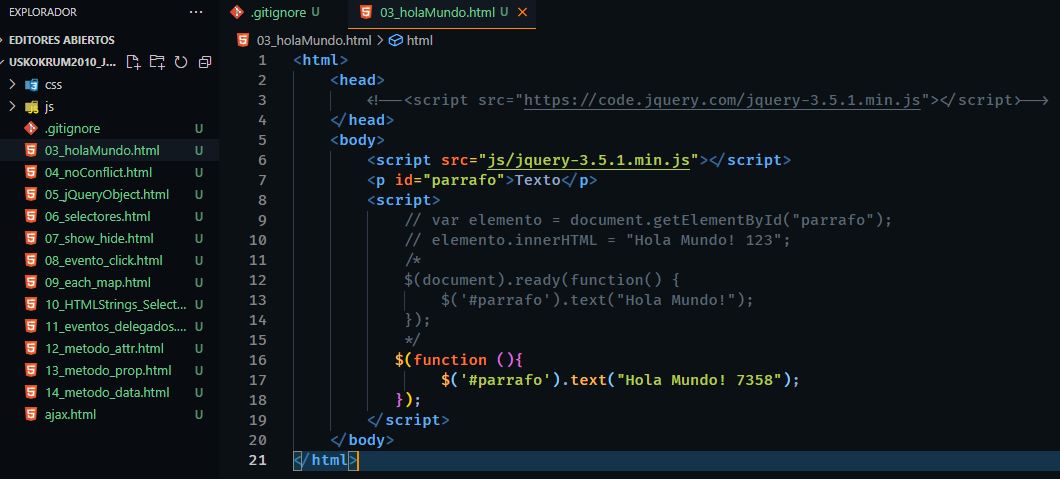 EXPLORADOR ...
EDITORES ABIERTOS
USKOKRUM2010_J...
css
js
.gitignore U
03_holaMundo.html U
04_noConflict.html U
05_jQueryObject.html U
06_selectores.html U
07_show_hide.html U
08_evento_click.html U
09_each_map.html U
10_HTMLStrings_Select... U
11_eventos_delegados.... U
12_metodo_attr.html U
13_metodo_prop.html U
14_metodo_data.html U
ajax.html U
.gitignore U 03_holaMundo.html U
03_holaMundo.html > html
1 <html>
2 <head>
3 <!--<script src="https://code.jquery.com/jquery-3.5.1.min.js"></script>-->
4 </head>
5 <body>
6 <script src="js/jquery-3.5.1.min.js"></script>
7 <p id="parrafo">Texto</p>
8 <script>
9 // var elemento = document.getElementById("parrafo");
10 // elemento.innerHTML = "Hola Mundo! 123";
11 /*
12 $(document).ready(function() {
13 $('#parrafo').text("Hola Mundo!");
14 });
15 */
16 $(function (){
17 $('#parrafo').text("Hola Mundo! 7358");
18 });
19 </script>
20 </body>
21 </html>